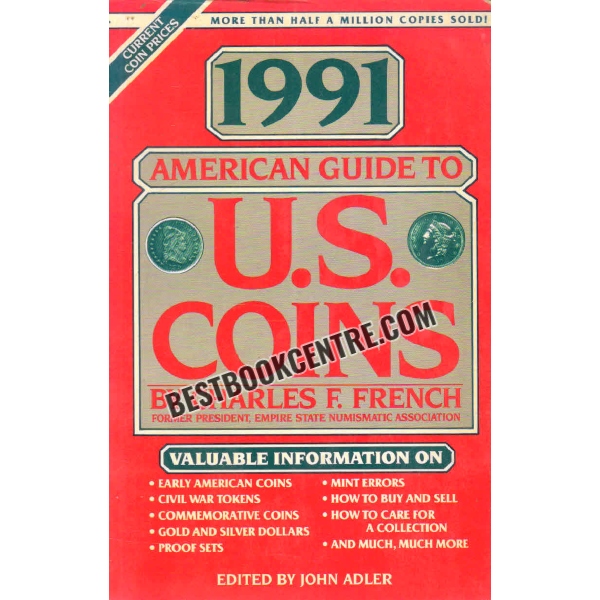 MORE THAN HALF A MILLION COPIES SOLD!
CURRENT
COIN PRICES
1991
AMERICAN GUIDE TO
U.S.
COINS
BESTBOOKCENTRE.COM
BY CHARLES F. FRENCH
FORMER PRESIDENT, EMPIRE STATE NUMISMATIC ASSOCIATION
VALUABLE INFORMATION ON
• EARLY AMERICAN COINS
• CIVIL WAR TOKENS
• COMMEMORATIVE COINS
• GOLD AND SILVER DOLLARS
• PROOF SETS
• MINT ERRORS
• HOW TO BUY AND SELL
• HOW TO CARE FOR
A COLLECTION
• AND MUCH, MUCH MORE
EDITED BY JOHN ADLER